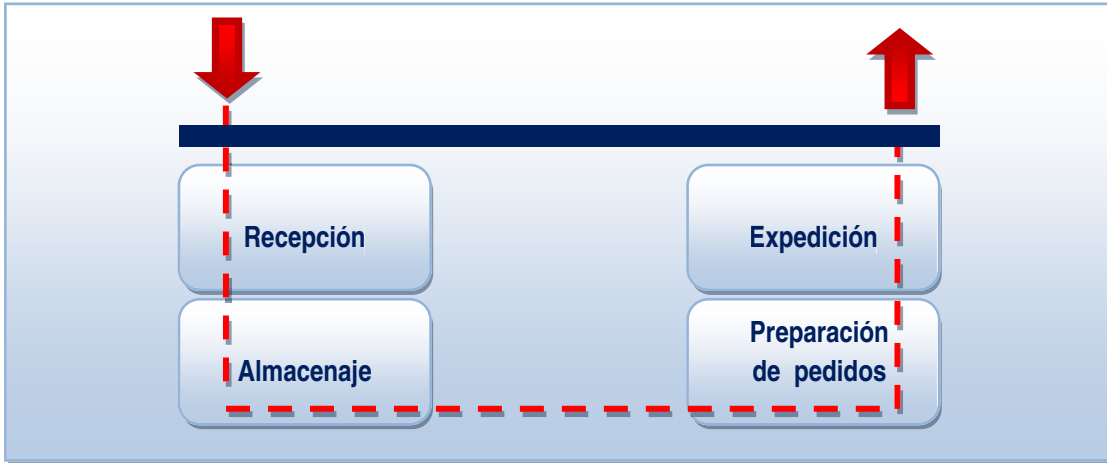 Recepción
Expedición
Almacenaje
Preparación
de pedidos